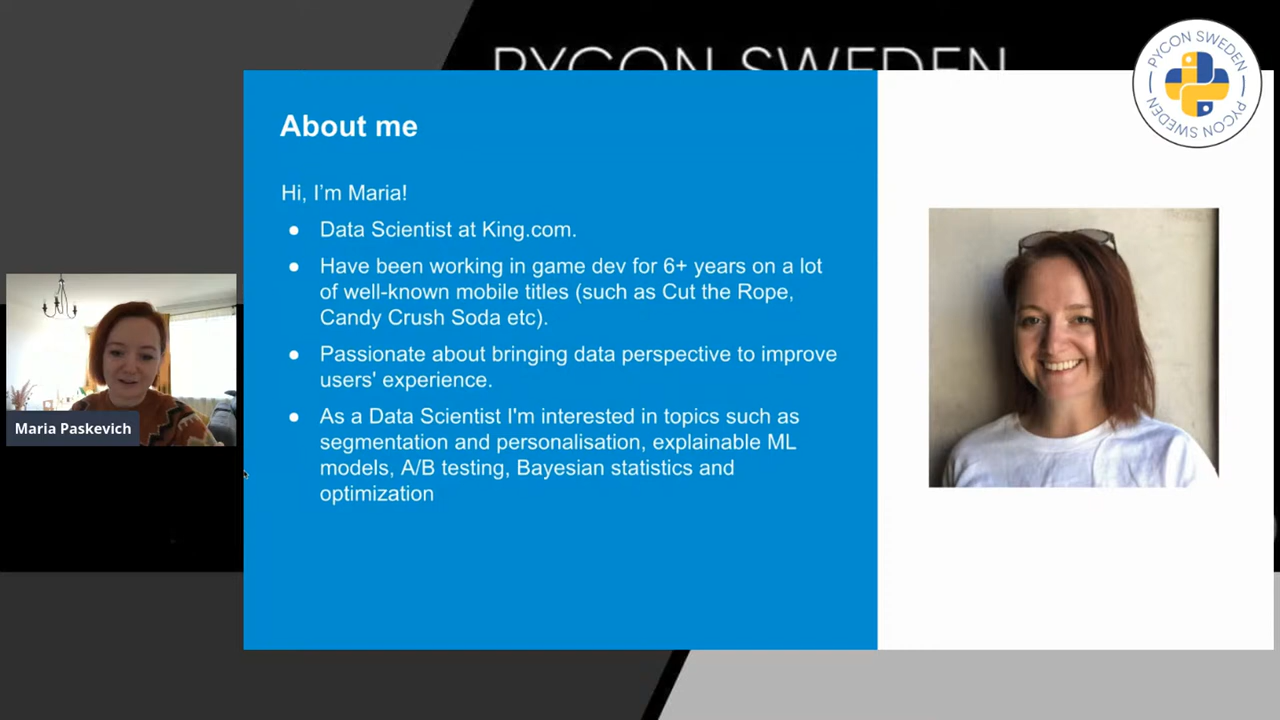 PYCON SWEDEN
PYCON SWEDEN
PYCON SWEDEN
About me
Hi, I'm Maria!
● Data Scientist at King.com.
● Have been working in game dev for 6+ years on a lot
of well-known mobile titles (such as Cut the Rope,
Candy Crush Soda etc).
● Passionate about bringing data perspective to improve
users' experience.
● As a Data Scientist I'm interested in topics such as
segmentation and personalisation, explainable ML
models, A/B testing, Bayesian statistics and
optimization
Maria Paskevich